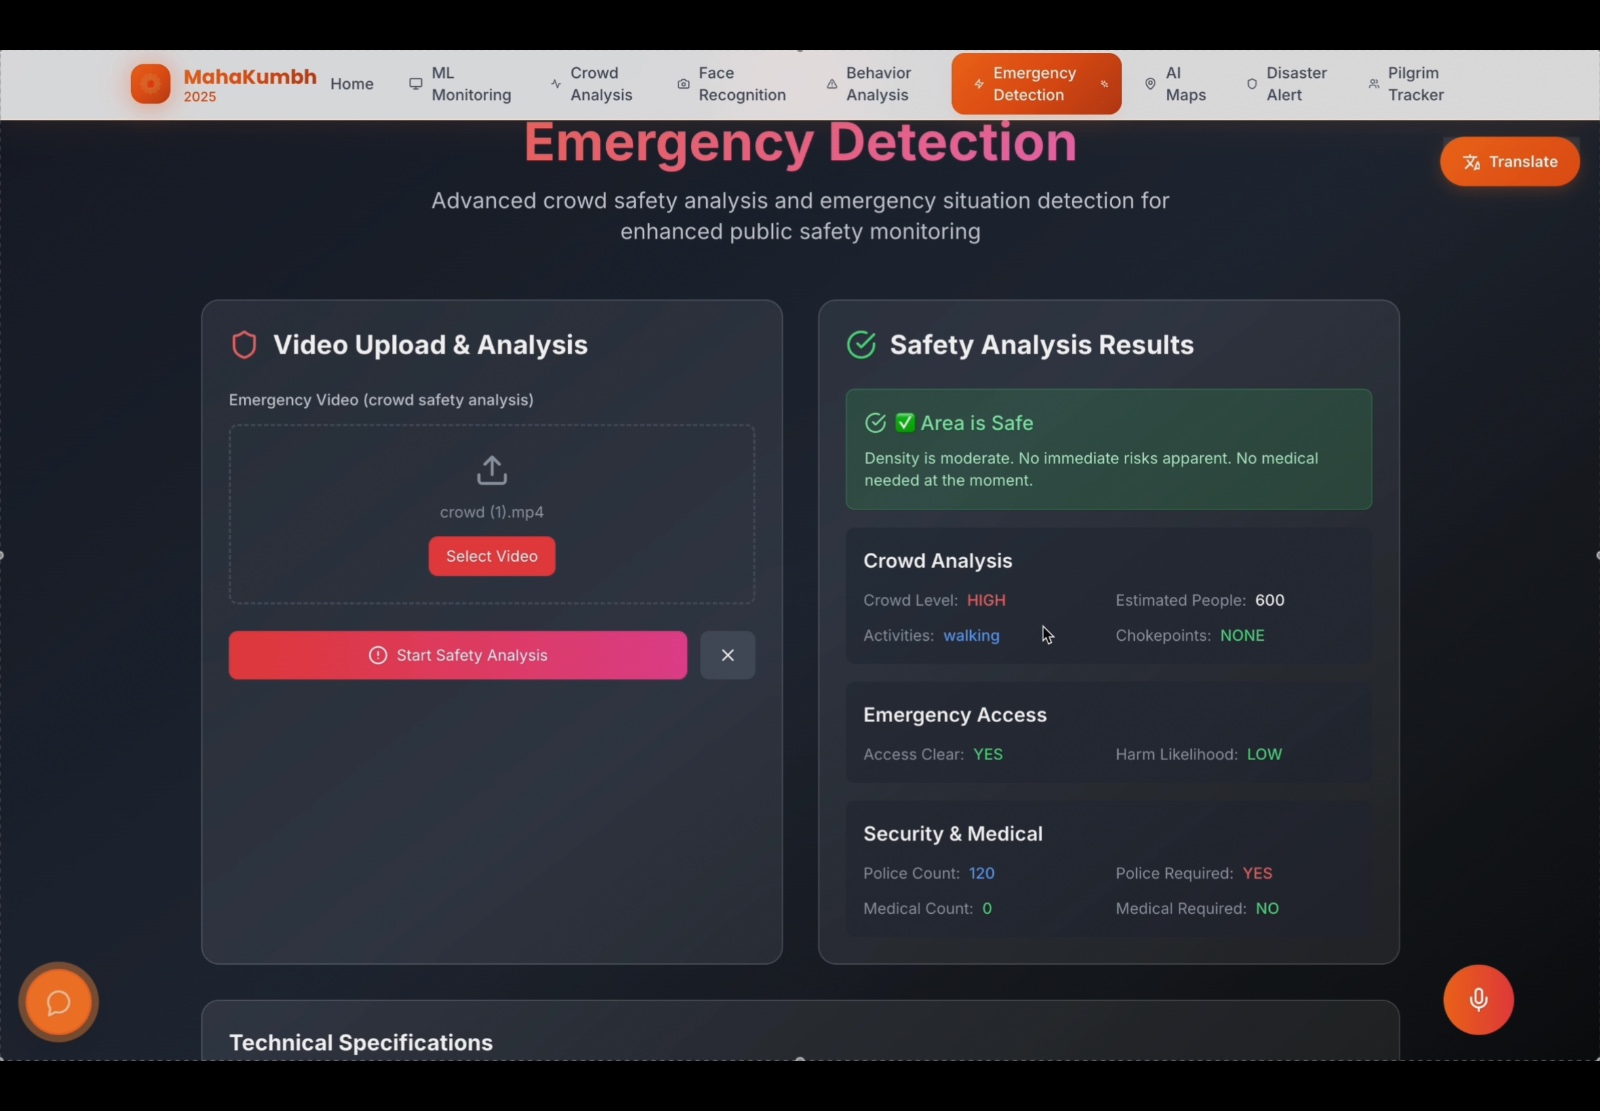 MahaKumbh
2025
Home
ML
Monitoring
Crowd
Analysis
Face
Recognition
Behavior
Analysis
Emergency
Detection
AI
Maps
Disaster
Alert
Pilgrim
Tracker
Emergency Detection
Translate
Advanced crowd safety analysis and emergency situation detection for
enhanced public safety monitoring
Video Upload & Analysis
Emergency Video (crowd safety analysis)
crowd (1).mp4
Select Video
Start Safety Analysis
Safety Analysis Results
✅ Area is Safe
Density is moderate. No immediate risks apparent. No medical
needed at the moment.
Crowd Analysis
Crowd Level: HIGH
Estimated People: 600
Activities: walking
Chokepoints: NONE
Emergency Access
Access Clear: YES
Harm Likelihood: LOW
Security & Medical
Police Count: 120
Police Required: YES
Medical Count: 0
Medical Required: NO
Technical Specifications